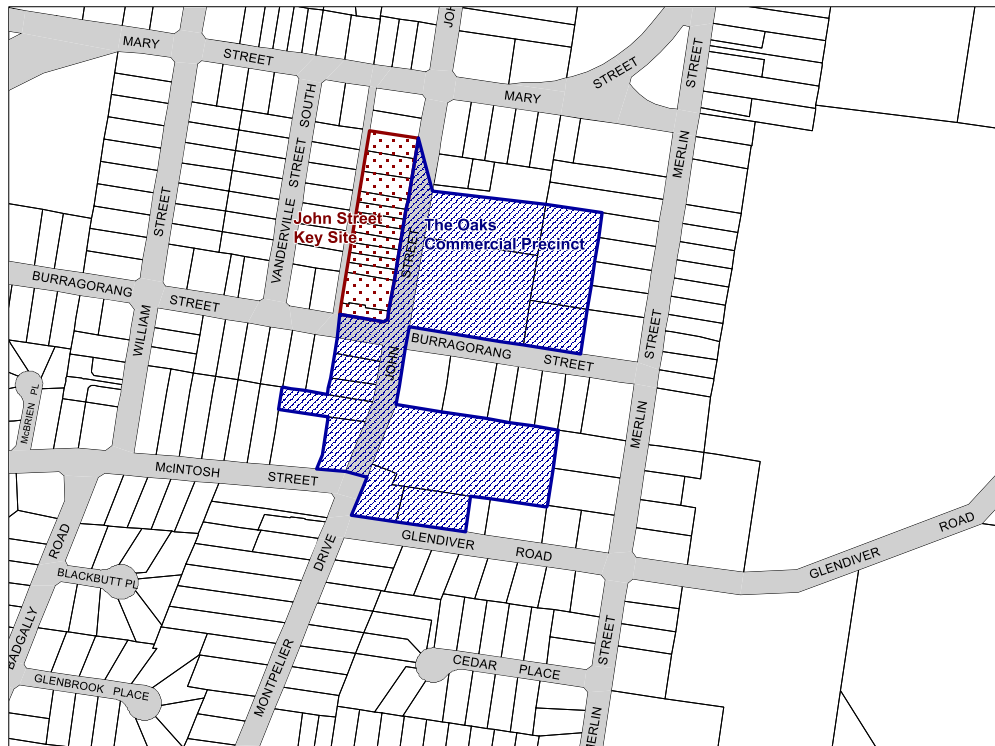 JOH
MARY
STREET
STREET
STREET
MARY
SOUTH
STREET
VANDERVILLE
STREET
MERLIN
John Street
Key Site
The Oaks
Commercial Precinct
STREET
BURRAGORANG
STREET
WILLIAM
JOHN
BURRAGORANG
STREET
STREET
MERLIN
McBRIEN PL
McINTOSH
STREET
GLENDIVER
ROAD
GLENDIVER
ROAD
ROAD
BADGALLY
BLACKBUTT PL
DRIVE
MONTPELIER
GLENBROOK PLACE
CEDAR PLACE
STREET
MERLIN